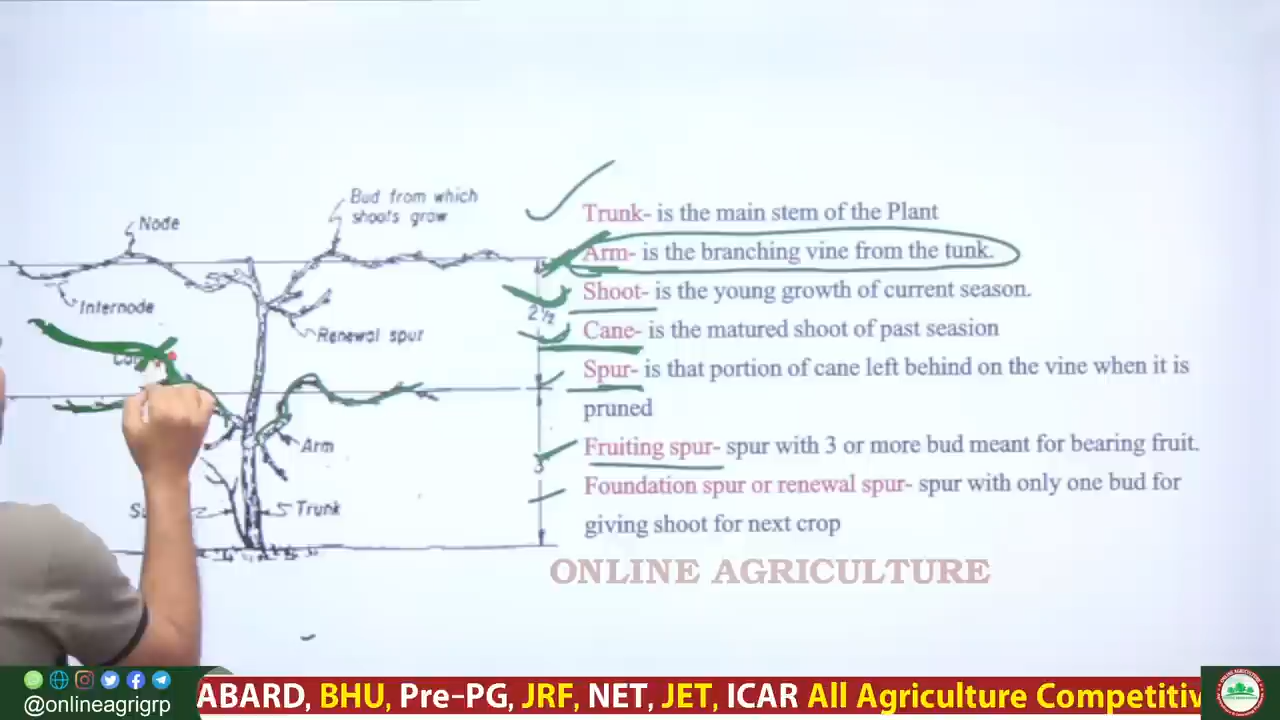 Bud from which
shoots grow
Node
Internode
Renewal spur
2½
Arm
Trunk
3
Trunk- is the main stem of the Plant
Arm- is the branching vine from the tunk.
Shoot- is the young growth of current season.
Cane- is the matured shoot of past seasion
Spur- is that portion of cane left behind on the vine when it is
pruned
Fruiting spur- spur with 3 or more bud meant for bearing fruit.
Foundation spur or renewal spur- spur with only one bud for
giving shoot for next crop
ONLINE AGRICULTURE
@onlineagrigrp
ABARD, BHU, Pre-PG, JRF, NET, JET, ICAR All Agriculture Competitiv